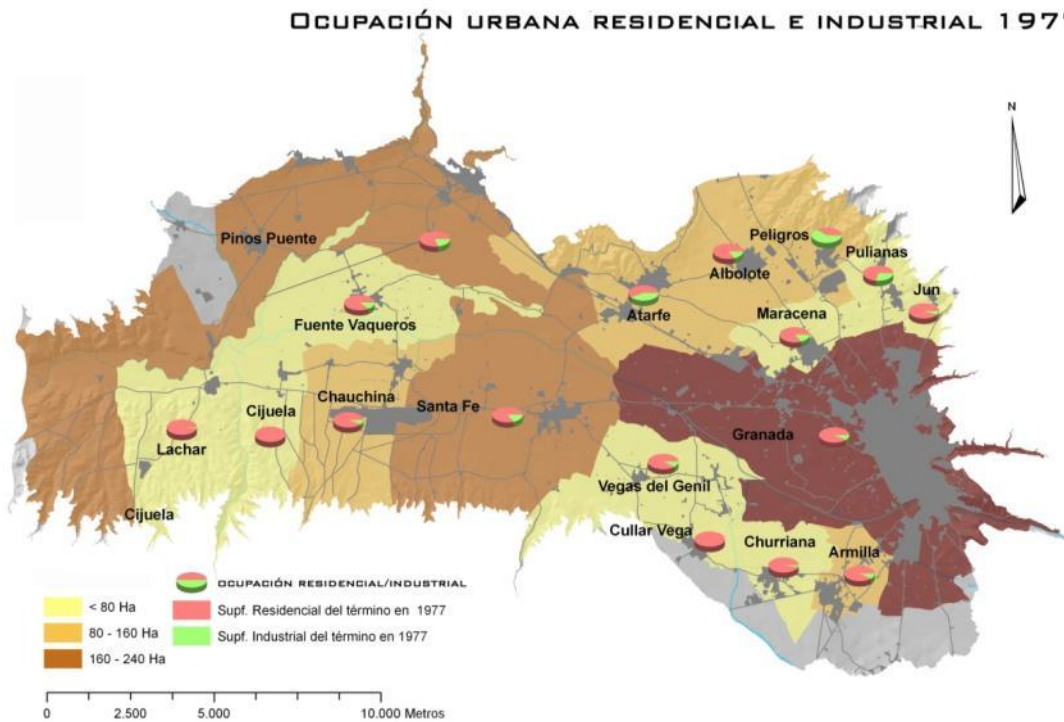 OCUPACIÓN URBANA RESIDENCIAL E INDUSTRIAL 197
N
Peligros
Pinos Puente
Pulianas
Albolote
Jun
Maracena
Atarfe
Fuente Vaqueros
Chauchina
Santa Fe
Cijuela
Granada
Lachar
Vegas del Genil
Cijuela
Cullar Vega
Churriana
Armilla
OCUPACIÓN RESIDENCIAL/INDUSTRIAL
< 80 Ha
Supf. Residencial del término en 1977
80 - 160 Ha
Supf. Industrial del término en 1977
160 - 240 Ha
0 2.500 5.000 10.000 Metros